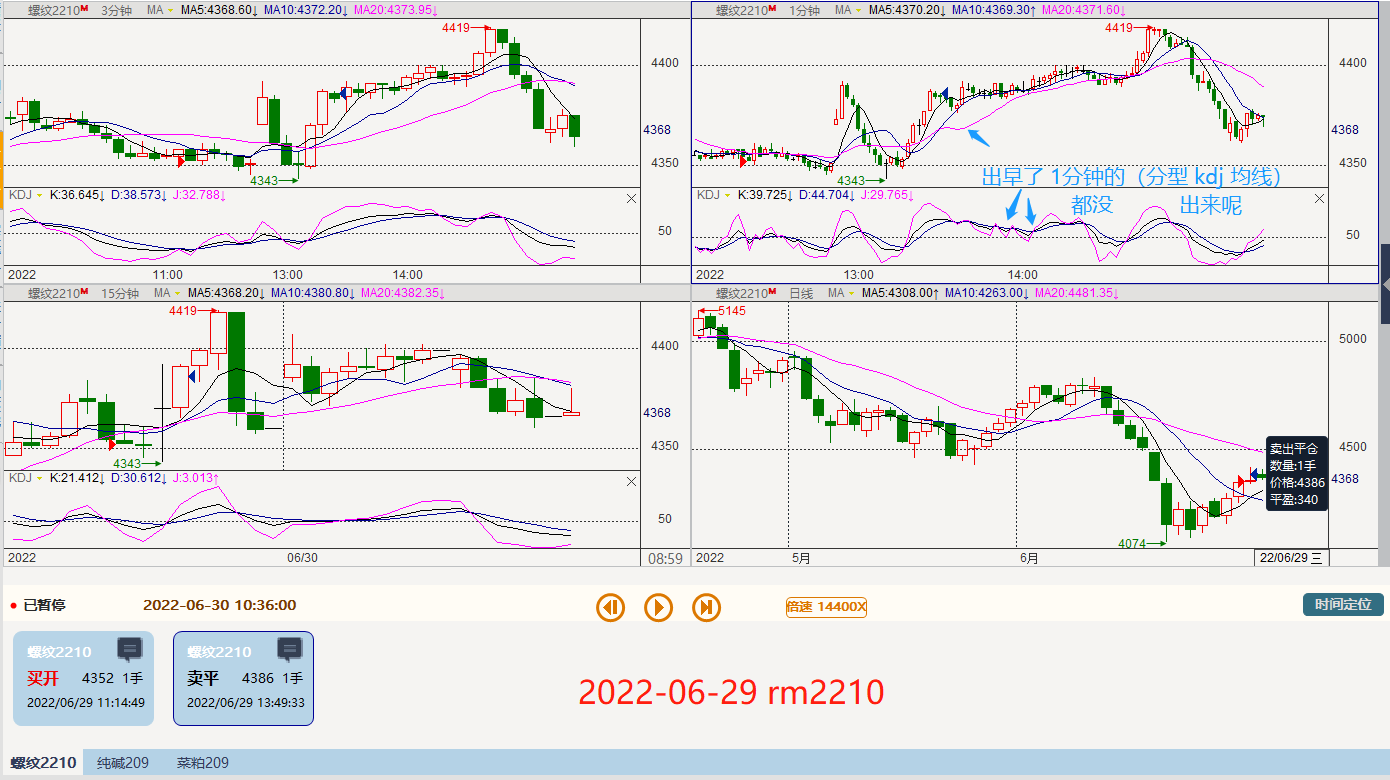 螺纹2210M 3分钟 MA MA5:4368.60↓ MA10:4372.20↓ MA20:4373.95↓
4419
4400
4368
4350
4343
KDJ K:36.645↓ D:38.573↓ J:32.788↓
50
2022 11:00 13:00 14:00
螺纹2210M 1分钟 MA MA5:4370.20↓ MA10:4369.30↑ MA20:4371.60↓
4419
4400
4368
4350
4343
出早了 1分钟的（分型 kdj 均线）
都没 出来呢
KDJ K:39.725↓ D:44.704↓ J:29.765↓
50
2022 13:00 14:00
螺纹2210M 15分钟 MA MA5:4368.20↓ MA10:4380.80↓ MA20:4382.35↓
4419
4400
4368
4350
4343
KDJ K:21.412↓ D:30.612↓ J:3.013↑
50
2022 06/30 08:59
螺纹2210M 日线 MA MA5:4308.00↑ MA10:4263.00↓ MA20:4481.35↓
5145
5000
4500
4368
4074
卖出平仓
数量:1手
价格:4386
平盈:340
2022 5月 6月 22/06/29 三
已暂停 2022-06-30 10:36:00 倍速 14400X 时间定位
螺纹2210
买开 4352 1手
2022/06/29 11:14:49
螺纹2210
卖平 4386 1手
2022/06/29 13:49:33
2022-06-29 rm2210
螺纹2210 纯碱209 菜粕209